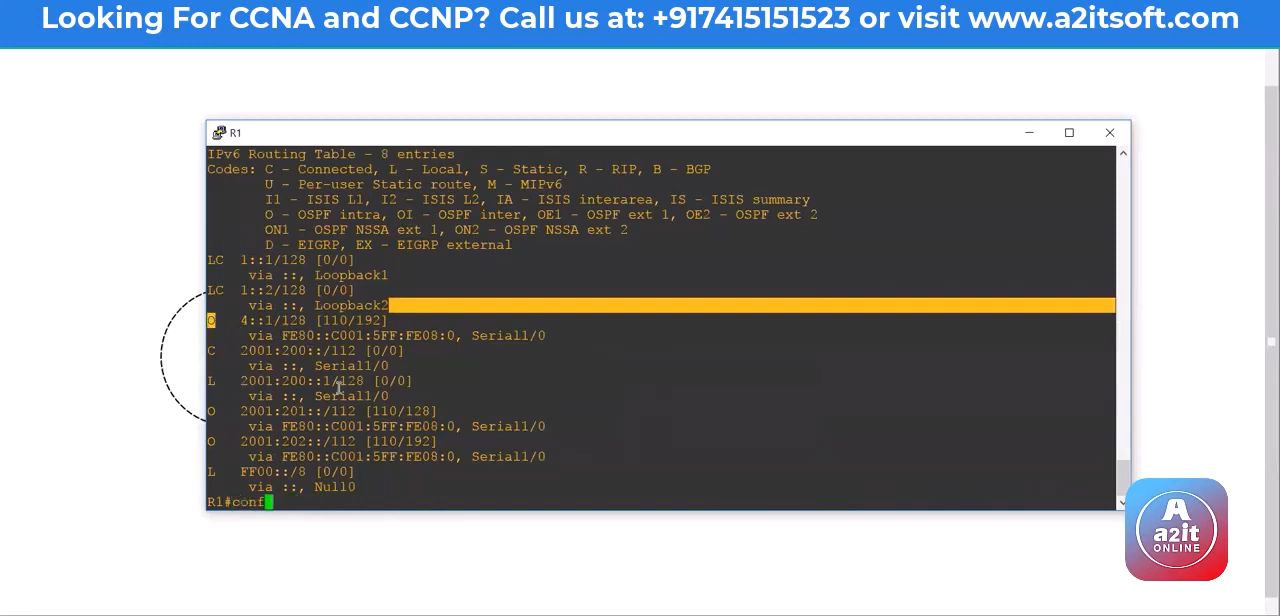 Looking For CCNA and CCNP? Call us at: +917415151523 or visit www.a2itsoft.com
R1
IPv6 Routing Table - 8 entries
Codes: C - Connected, L - Local, S - Static, R - RIP, B - BGP
U - Per-user Static route, M - MIPv6
I1 - ISIS L1, I2 - ISIS L2, IA - ISIS interarea, IS - ISIS summary
O - OSPF intra, OI - OSPF inter, OE1 - OSPF ext 1, OE2 - OSPF ext 2
ON1 - OSPF NSSA ext 1, ON2 - OSPF NSSA ext 2
D - EIGRP, EX - EIGRP external
LC 1::1/128 [0/0]
via ::, Loopback1
LC 1::2/128 [0/0]
via ::, Loopback2
O 4::1/128 [110/192]
via FE80::C001:5FF:FE08:0, Serial1/0
C 2001:200::/112 [0/0]
via ::, Serial1/0
L 2001:200::1/128 [0/0]
via ::, Serial1/0
O 2001:201::/112 [110/128]
via FE80::C001:5FF:FE08:0, Serial1/0
O 2001:202::/112 [110/192]
via FE80::C001:5FF:FE08:0, Serial1/0
L FF00::/8 [0/0]
via ::, Null0
R1#conf
A
a2it
ONLINE